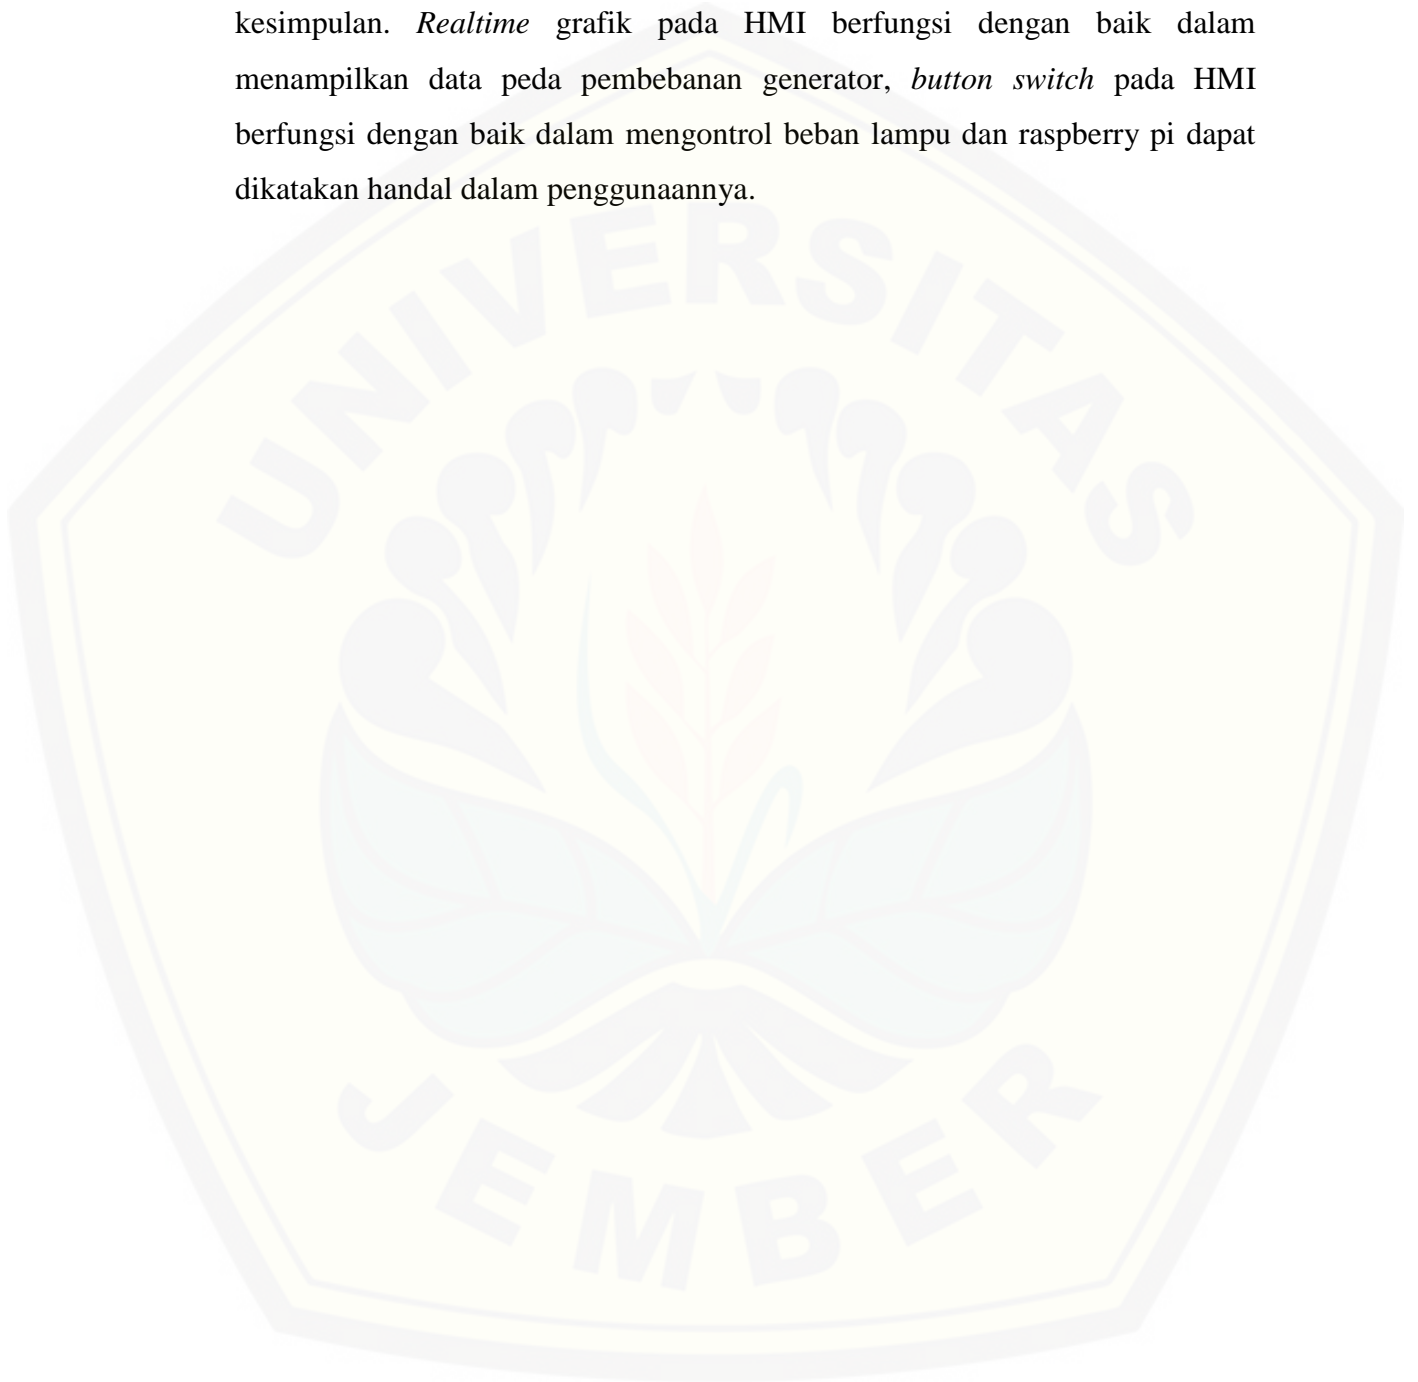 kesimpulan. Realtime grafik pada HMI berfungsi dengan baik dalam
menampilkan data peda pembebanan generator, button switch pada HMI
berfungsi dengan baik dalam mengontrol beban lampu dan raspberry pi dapat
dikatakan handal dalam penggunaannya.
UNIVERSITAS
JEMBER